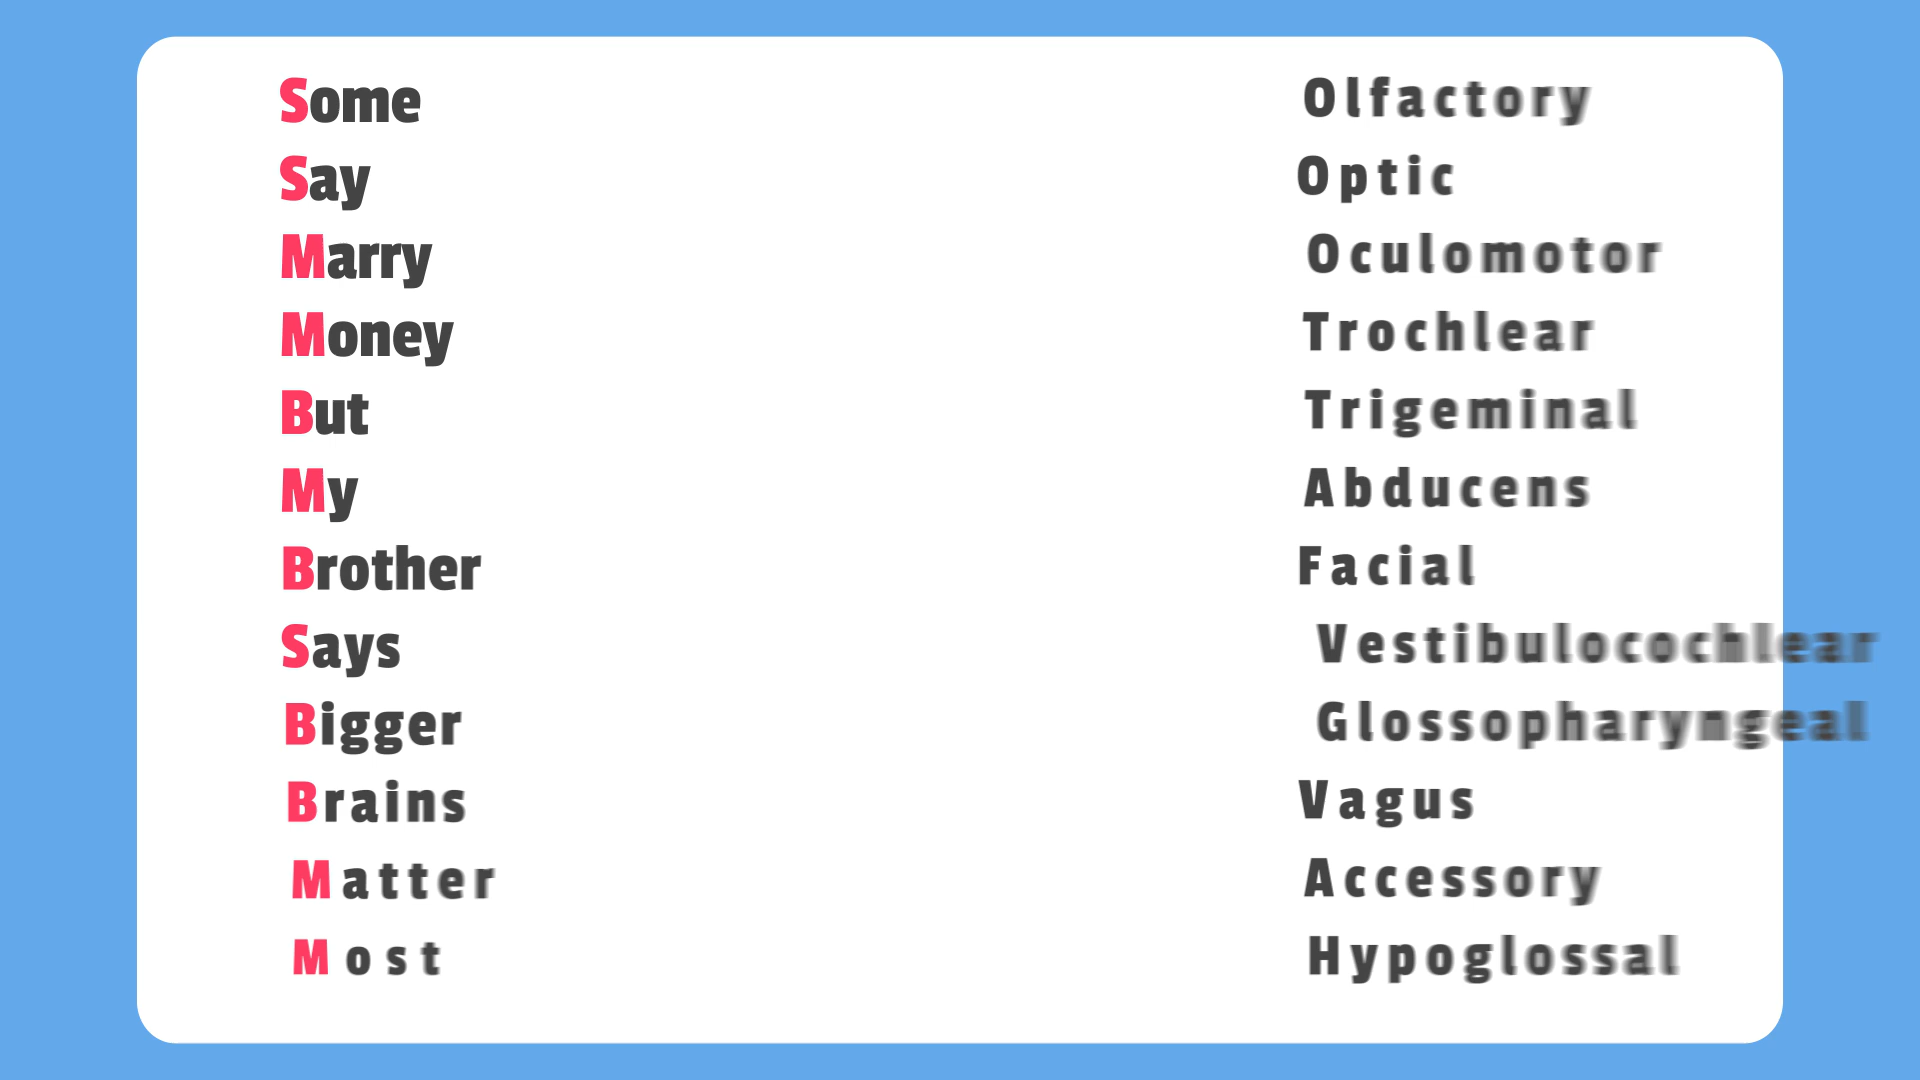 Some Olfactory
Say Optic
Marry Oculomotor
Money Trochlear
But Trigeminal
My Abducens
Brother Facial
Says Vestibulocochlear
Bigger Glossopharyngeal
Brains Vagus
Matter Accessory
Most Hypoglossal